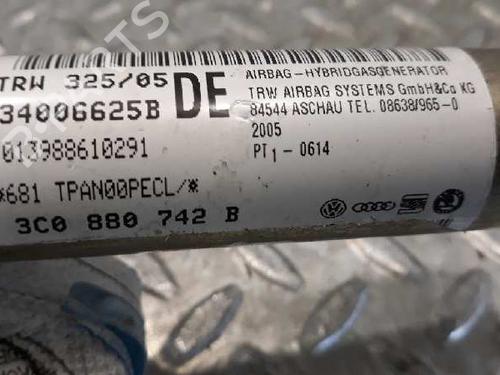 TRW 325/05
34006625B
DE
013988610291
*681 TPAN00PECL/*
3C0 880 742 B
AIRBAG-HYBRIDGASGENERATOR
TRW AIRBAG SYSTEMS GmbH&Co KG
84544 ASCHAU TEL. 08638/965-0
2005
PT1-0614